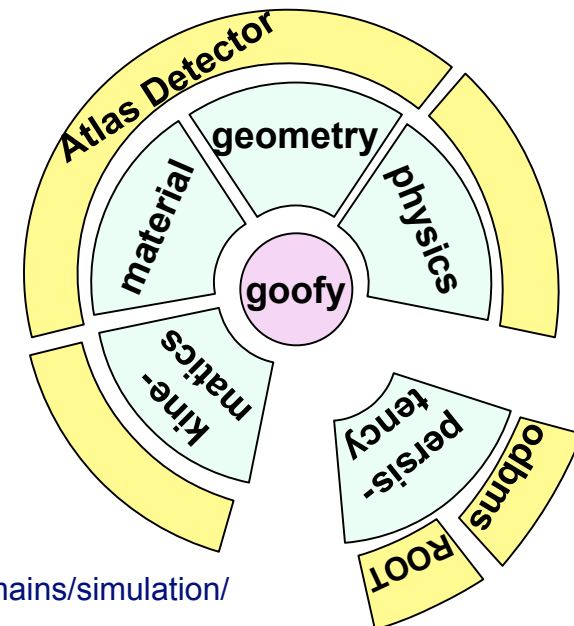 Atlas Detector
geometry
material
physics
goofy
kine-
matics
persis-
tency
odbms
ROOT
mains/simulation/